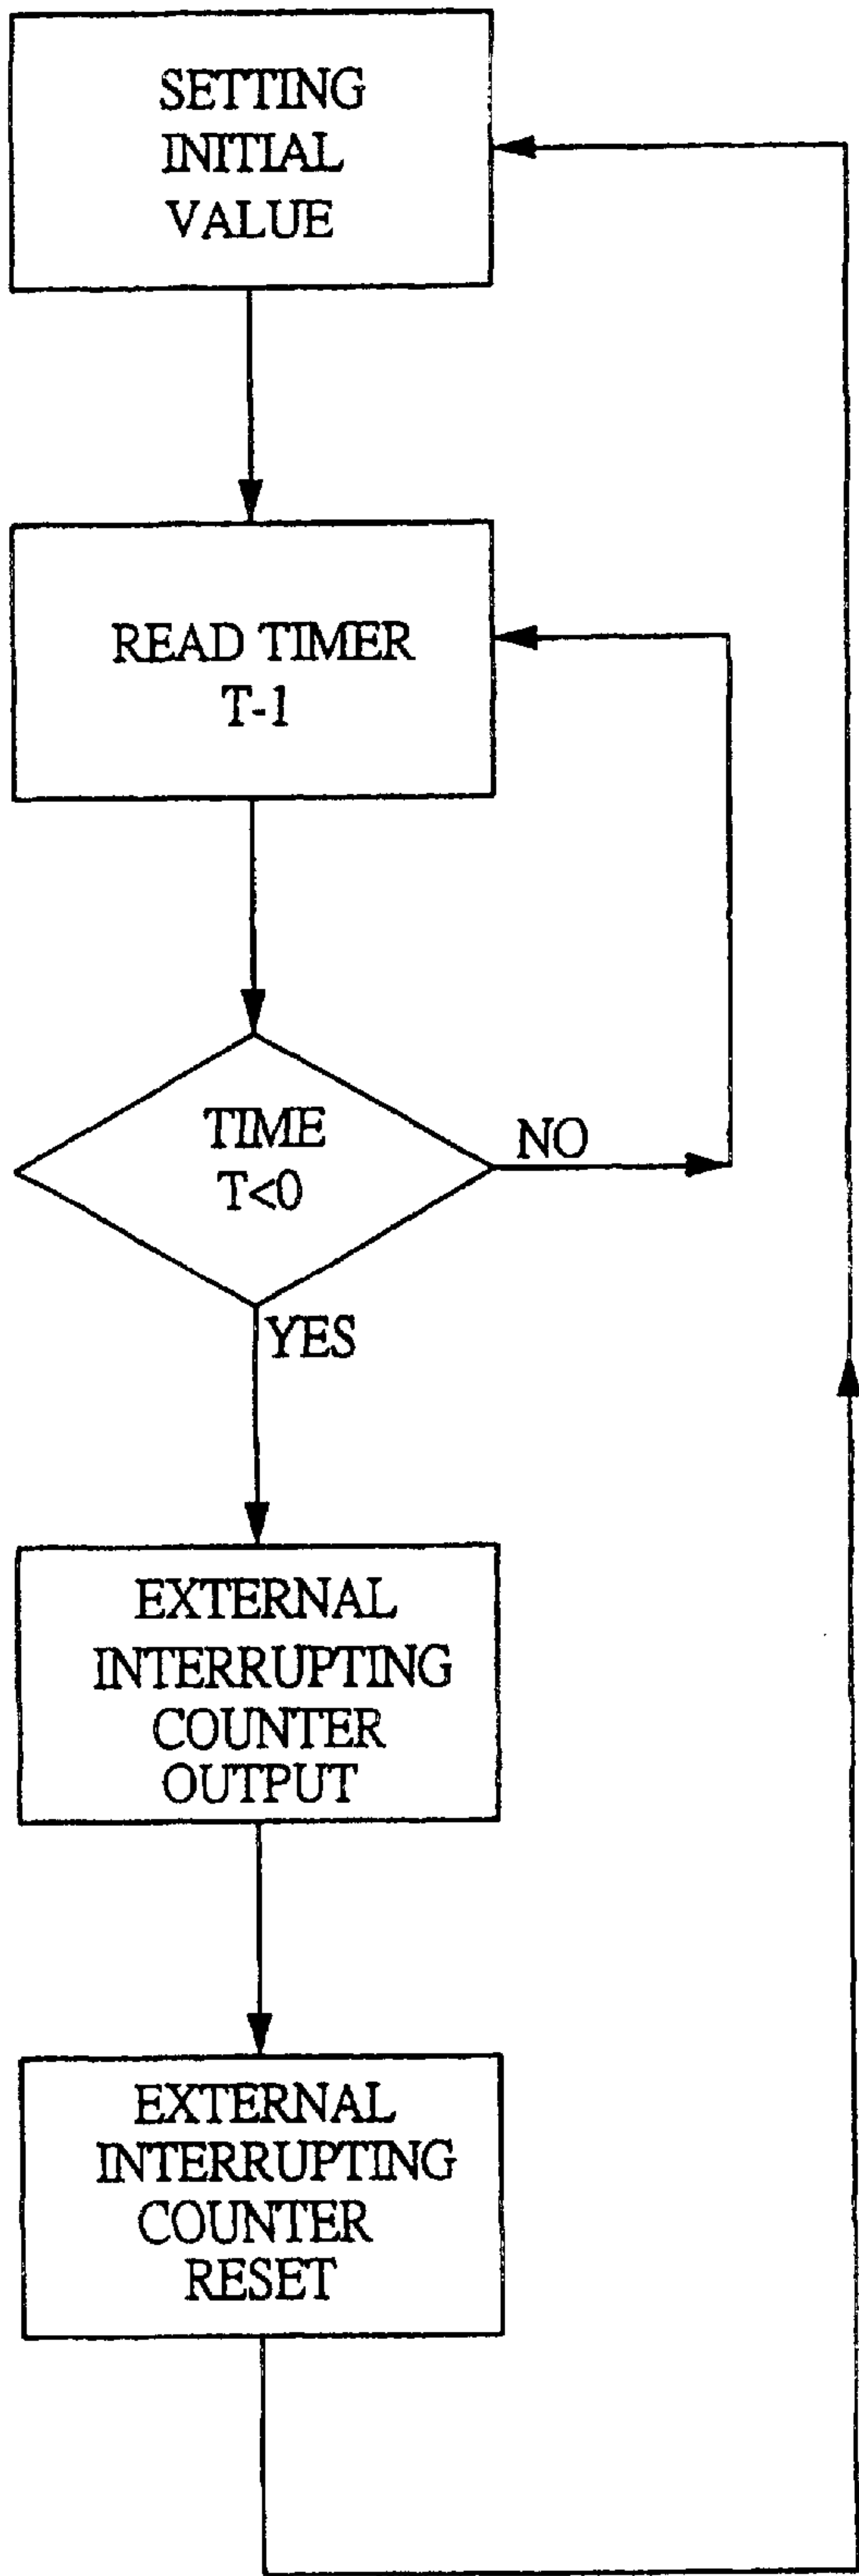 SETTING
INITIAL
VALUE
READ TIMER
T-1
TIME
T<0
NO
YES
EXTERNAL
INTERRUPTING
COUNTER
OUTPUT
EXTERNAL
INTERRUPTING
COUNTER
RESET